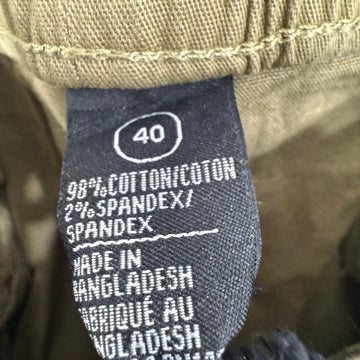 40
98% COTTON/COTON
2% SPANDEX/
SPANDEX
MADE IN
BANGLADESH
FABRIQUÉ AU
BANGLADESH